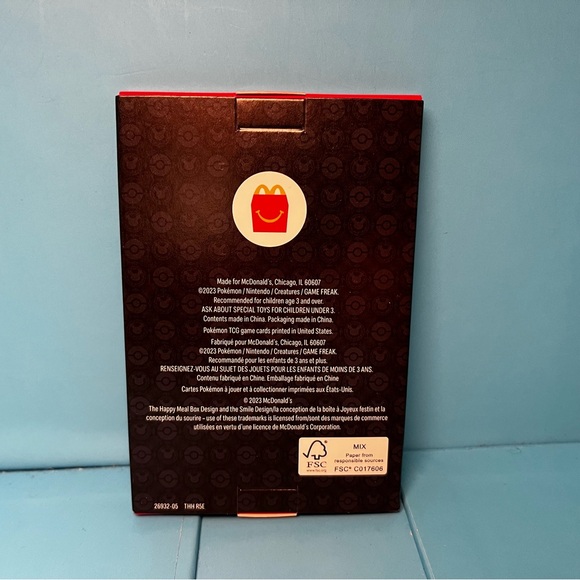 Made for McDonald's, Chicago, IL 60607
©2023 Pokémon / Nintendo / Creatures / GAME FREAK.
Recommended for children age 3 and over.
ASK ABOUT SPECIAL TOYS FOR CHILDREN UNDER 3.
Contents made in China. Packaging made in China.
Pokémon TCG game cards printed in United States.
Fabriqué pour McDonald's, Chicago, IL 60607
©2023 Pokémon / Nintendo / Creatures / GAME FREAK.
Recommandé pour les enfants de 3 ans et plus.
RENSEIGNEZ-VOUS AU SUJET DES JOUETS POUR LES ENFANTS DE MOINS DE 3 ANS.
Contenu fabriqué en Chine. Emballage fabriqué en Chine
Cartes Pokémon à jouer et à collectionner imprimées aux États-Unis.
© 2023 McDonald's
The Happy Meal Box Design and the Smile Design/la conception de la boîte à Joyeux festin et la
conception du sourire – use of these trademarks is licensed from/sont des marques de commerce
utilisées en vertu d'une licence de McDonald's Corporation.
FSC
www.fsc.org
MIX
Paper from
responsible sources
FSC® C017606
26932-05 THH R5E